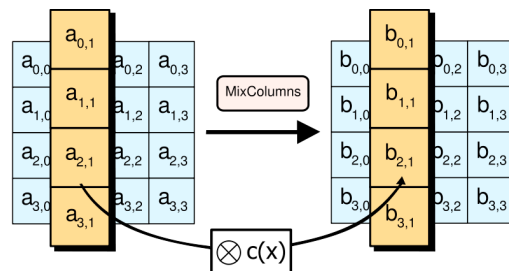 a0,1
a0,0 a0,2 a0,3
a1,1
a1,0 a1,2 a1,3
a2,1
a2,0 a2,2 a2,3
a3,0 a3,2 a3,3
a3,1
MixColumns
⊗ c(x)
b0,1
b0,0 b0,2 b0,3
b1,1
b1,0 b1,2 b1,3
b2,1
b2,0 b2,2 b2,3
b3,0 b3,2 b3,3
b3,1